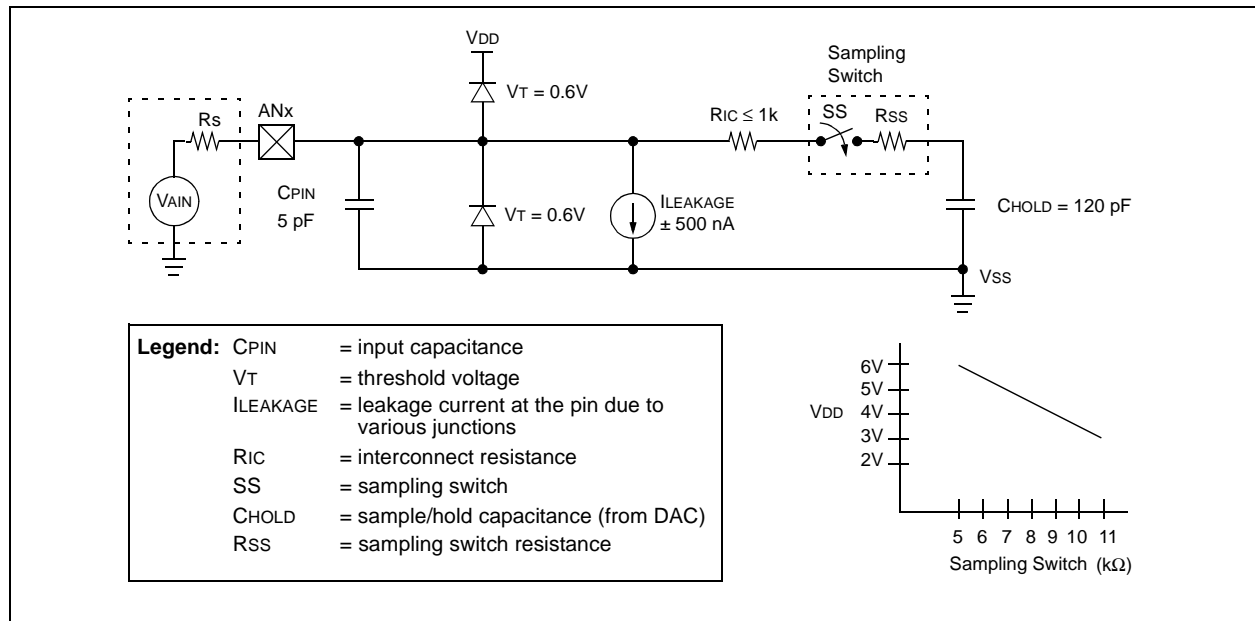 VDD
Sampling
Switch
VT = 0.6V
ANx
Rs
RIC ≤ 1k
SS
RSS
VAIN
CPIN
5 pF
VT = 0.6V
ILEAKAGE
± 500 nA
CHOLD = 120 pF
VSS
Legend: CPIN = input capacitance
VT = threshold voltage
ILEAKAGE = leakage current at the pin due to
various junctions
RIC = interconnect resistance
SS = sampling switch
CHOLD = sample/hold capacitance (from DAC)
RSS = sampling switch resistance
6V
5V
VDD 4V
3V
2V
5 6 7 8 9 10 11
Sampling Switch (kΩ)